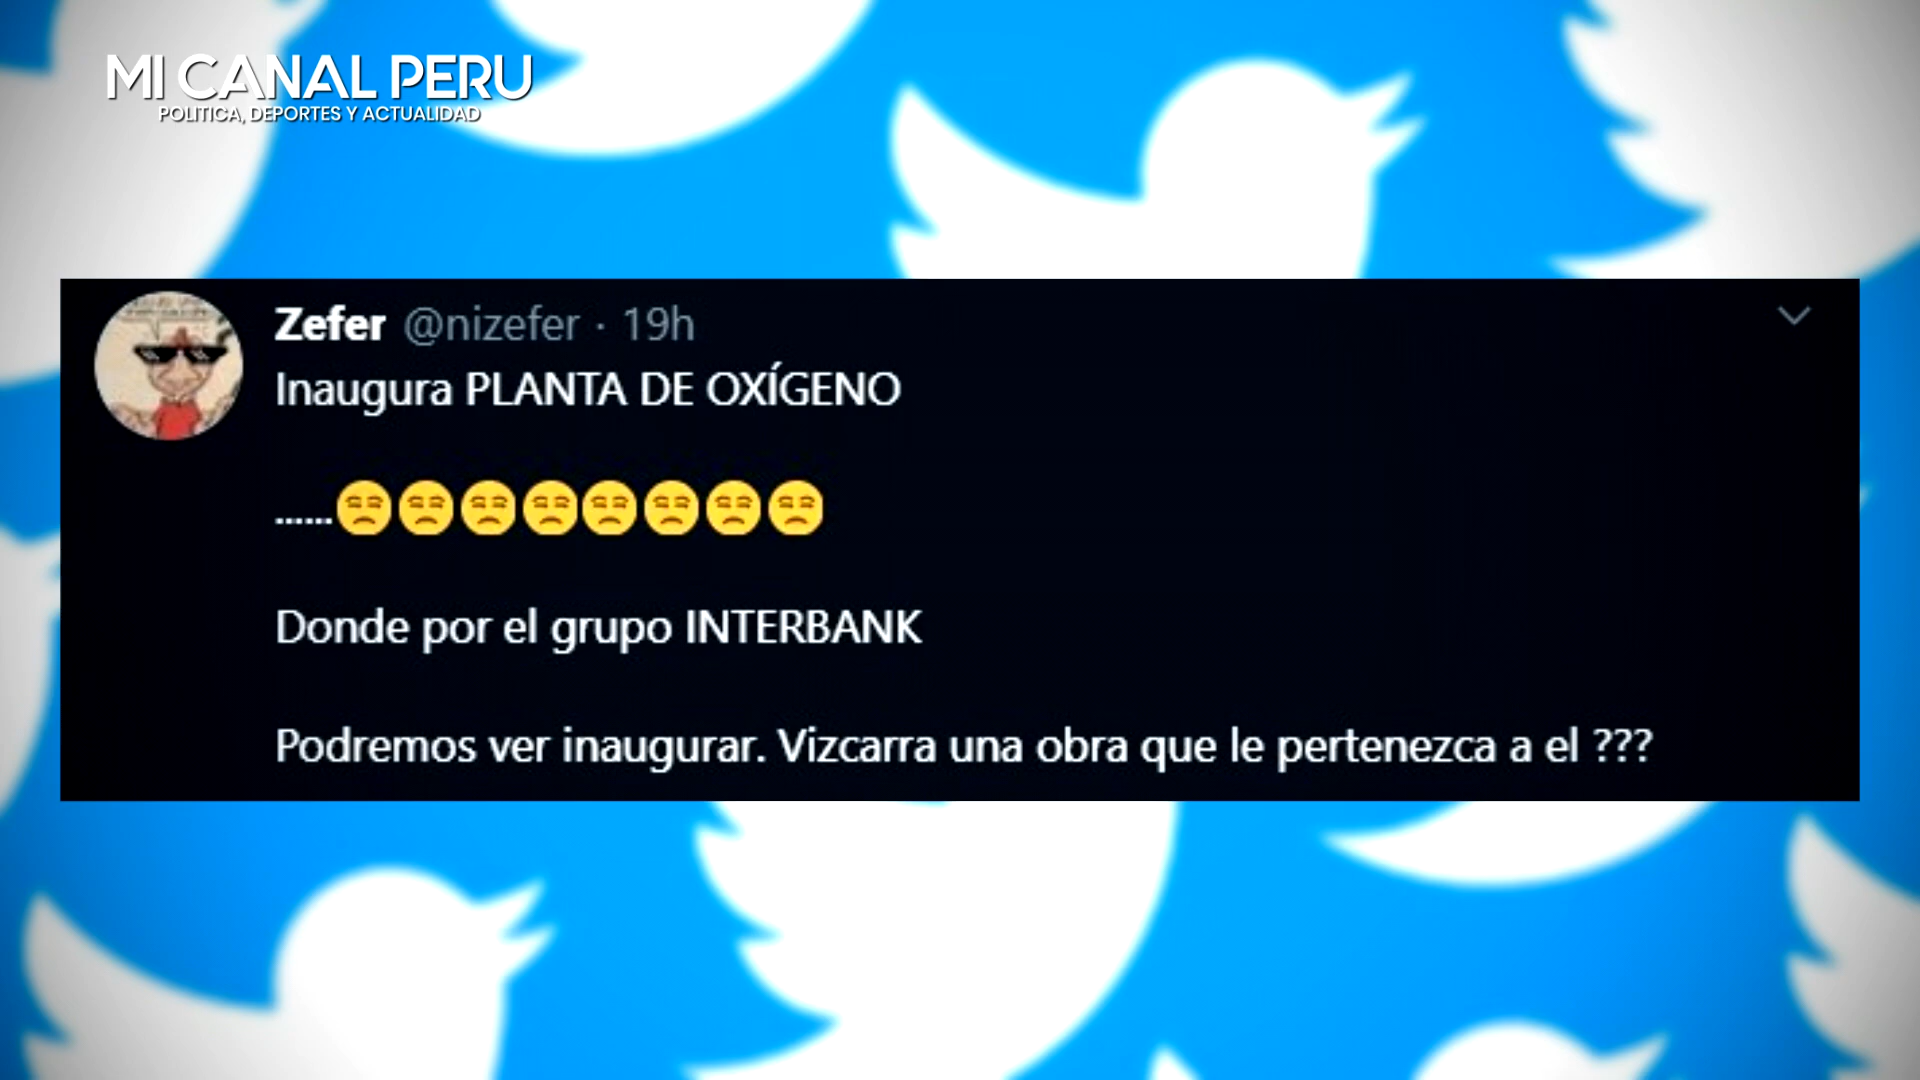 MI CANAL PERU
POLITICA, DEPORTES Y ACTUALIDAD
Zefer @nizefer · 19h
Inaugura PLANTA DE OXÍGENO
......😒😒😒😒😒😒😒😒
Donde por el grupo INTERBANK
Podremos ver inaugurar. Vizcarra una obra que le pertenezca a el ???